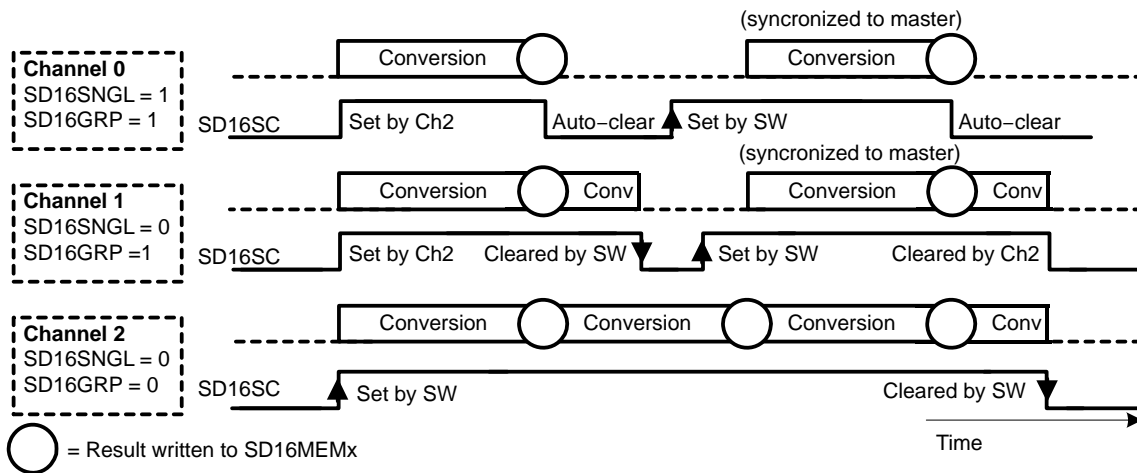 (syncronized to master)
Conversion Conversion
Channel 0
SD16SNGL = 1
SD16GRP = 1
SD16SC Set by Ch2 Auto−clear Set by SW Auto−clear
(syncronized to master)
Conversion Conv Conversion Conv
Channel 1
SD16SNGL = 0
SD16GRP =1
SD16SC Set by Ch2 Cleared by SW Set by SW Cleared by Ch2
Conversion Conversion Conversion Conv
Channel 2
SD16SNGL = 0
SD16GRP = 0
SD16SC Set by SW Cleared by SW
= Result written to SD16MEMx
Time